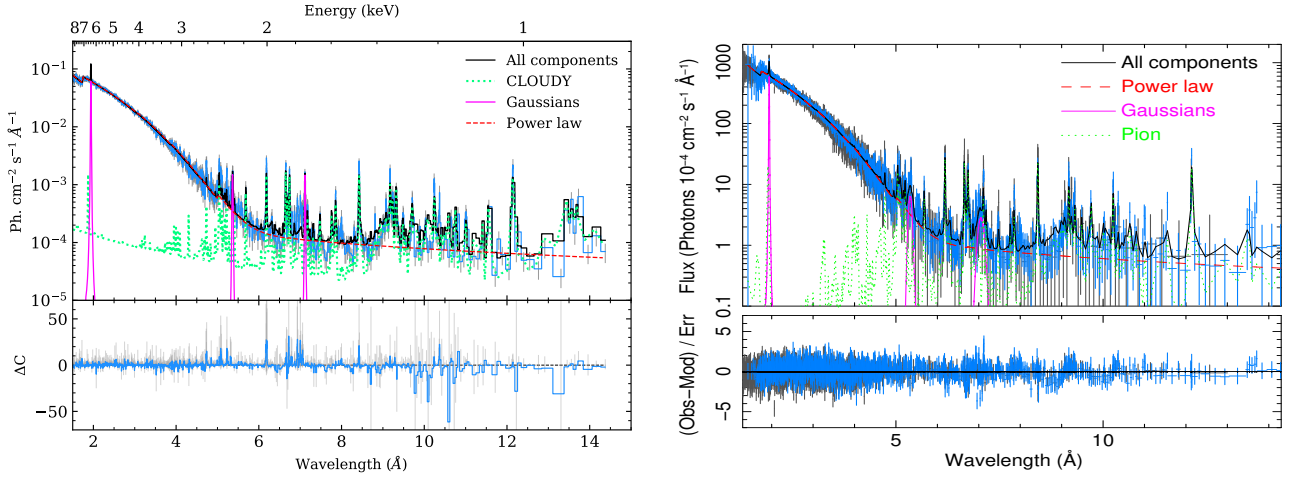 Energy (keV)
8 7 6 5 4 3 2 1
10⁻¹
10⁻²
10⁻³
10⁻⁴
10⁻⁵
Ph. cm⁻² s⁻¹ Å⁻¹
All components
CLOUDY
Gaussians
Power law
50
0
−50
ΔC
2 4 6 8 10 12 14
Wavelength (Å)
1000
100
10
1
0.1
Flux (Photons 10⁻⁴ cm⁻² s⁻¹ Å⁻¹)
All components
Power law
Gaussians
Pion
5
0
−5
(Obs−Mod) / Err
5 10
Wavelength (Å)